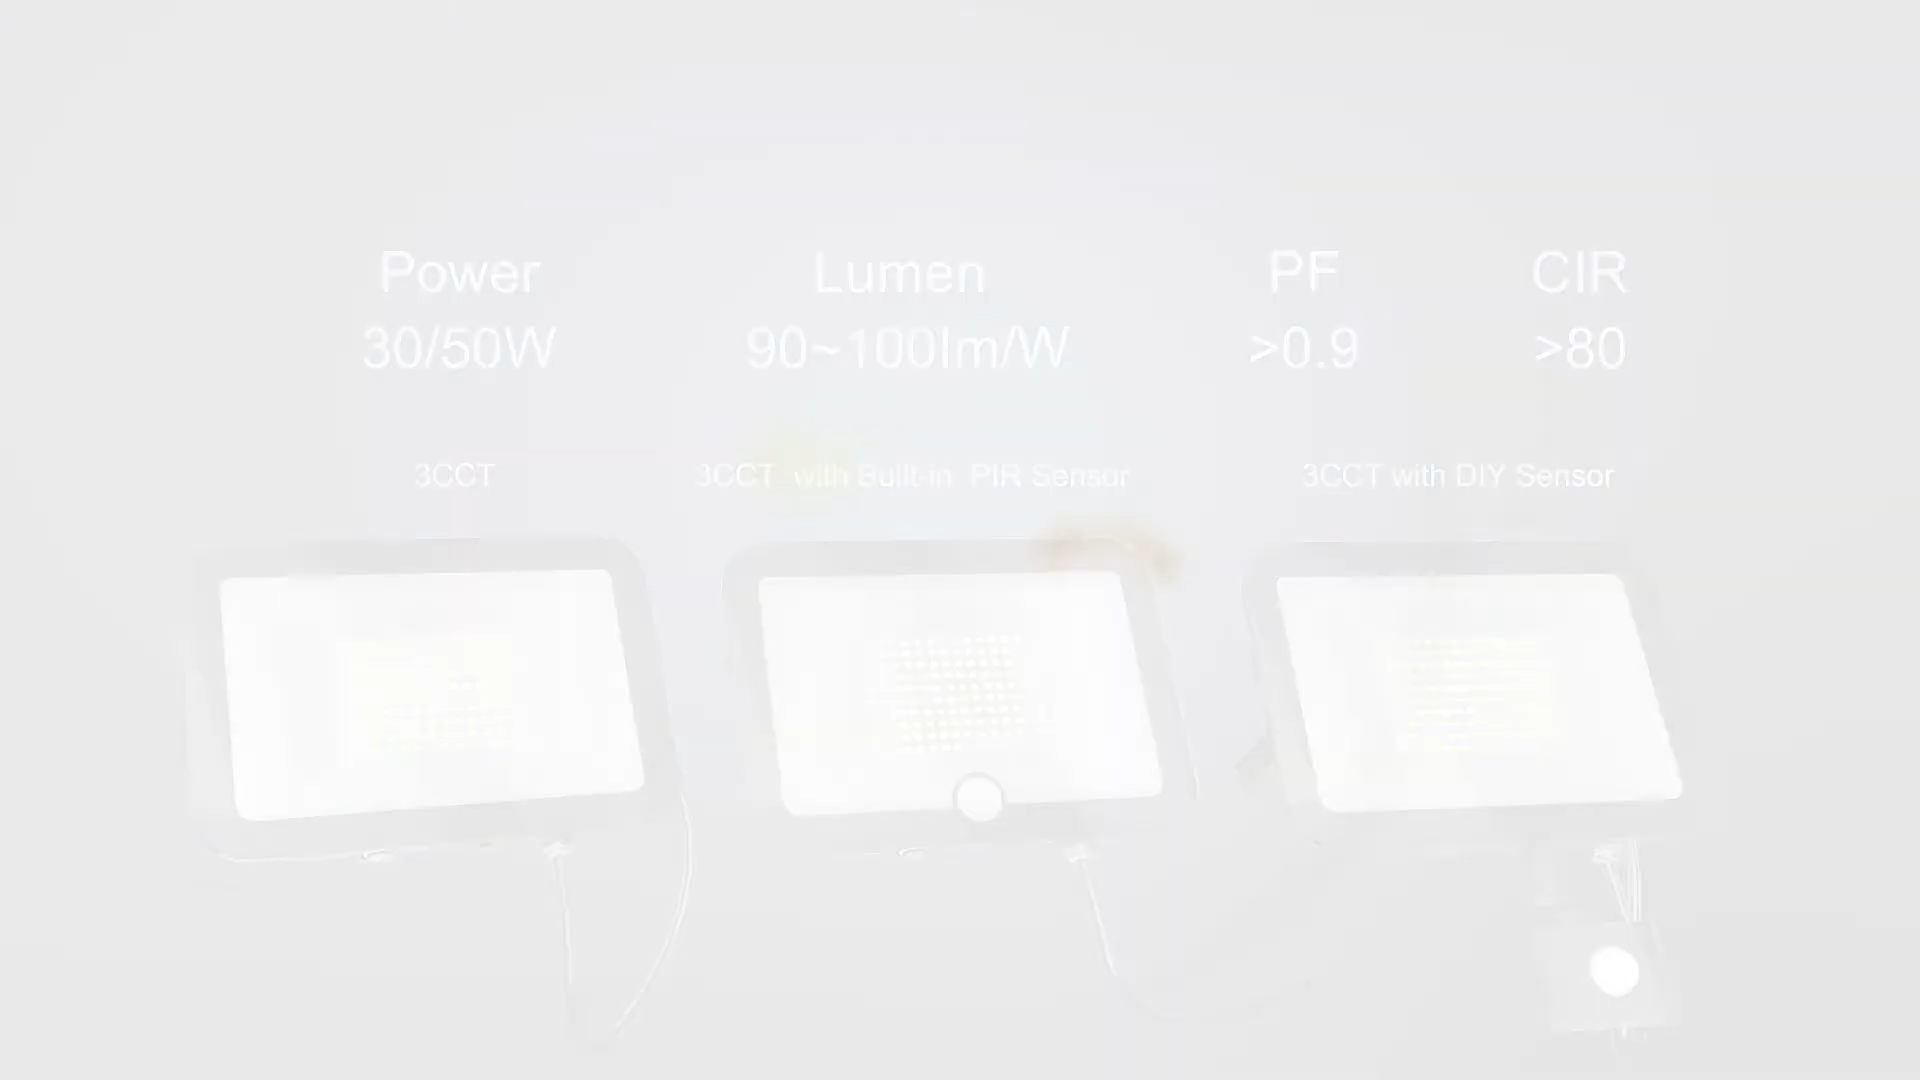 Power Lumen PF CIR
30/50W 90~100lm/W >0.9 >80
3CCT 3CCT with Built-in PIR Sensor 3CCT with DIY Sensor